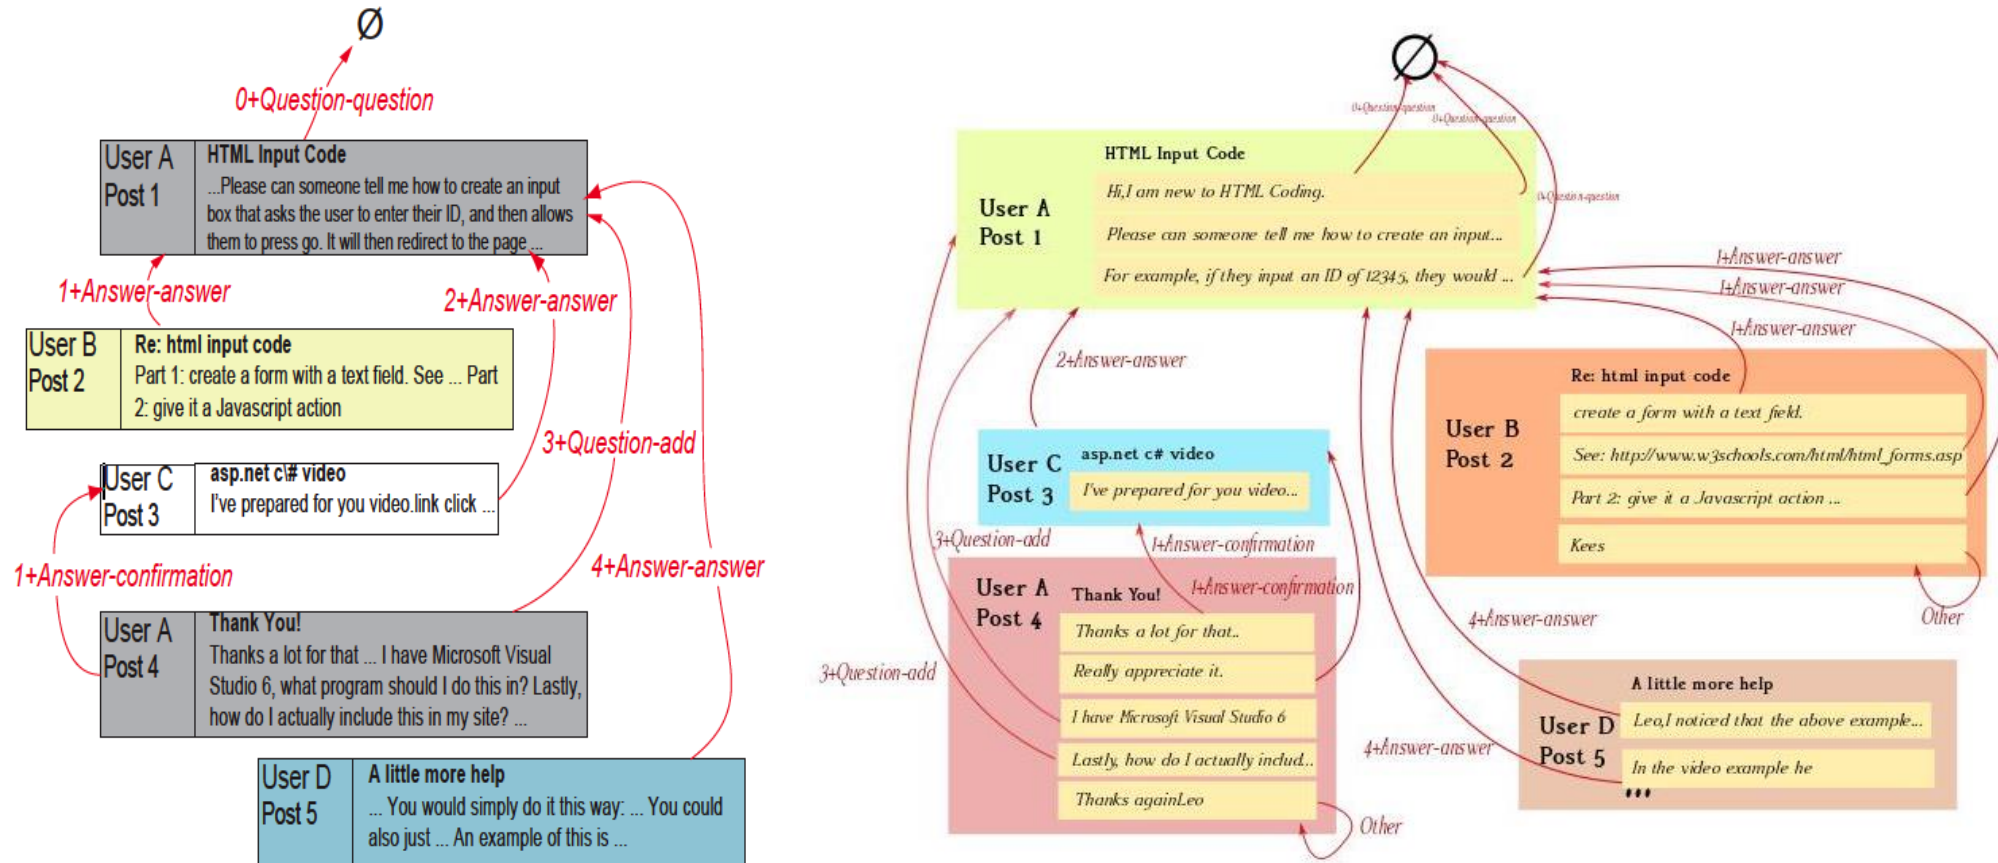 Ø
0+Question-question
User A
Post 1
HTML Input Code
...Please can someone tell me how to create an input
box that asks the user to enter their ID, and then allows
them to press go. It will then redirect to the page ...
1+Answer-answer
2+Answer-answer
User B
Post 2
Re: html input code
Part 1: create a form with a text field. See ... Part
2: give it a Javascript action
3+Question-add
User C
Post 3
asp.net c\# video
I've prepared for you video.link click ...
1+Answer-confirmation
4+Answer-answer
User A
Post 4
Thank You!
Thanks a lot for that ... I have Microsoft Visual
Studio 6, what program should I do this in? Lastly,
how do I actually include this in my site? ...
User D
Post 5
A little more help
... You would simply do it this way: ... You could
also just ... An example of this is ...
Ø
0+Question-question
0+Question-question
0+Question-question
User A
Post 1
HTML Input Code
Hi,I am new to HTML Coding.
Please can someone tell me how to create an input...
For example, if they input an ID of 12345, they would ...
1+Answer-answer
1+Answer-answer
1+Answer-answer
2+Answer-answer
User B
Post 2
Re: html input code
create a form with a text field.
See: http://www.w3schools.com/html/html_forms.asp
Part 2: give it a Javascript action ...
Kees
Other
User C
Post 3
asp.net c# video
I've prepared for you video...
3+Question-add
1+Answer-confirmation
1+Answer-confirmation
User A
Post 4
Thank You!
Thanks a lot for that..
Really appreciate it.
I have Microsoft Visual Studio 6
Lastly, how do I actually includ...
Thanks againLeo
Other
3+Question-add
4+Answer-answer
4+Answer-answer
User D
Post 5
A little more help
Leo,I noticed that the above example...
In the video example he
...